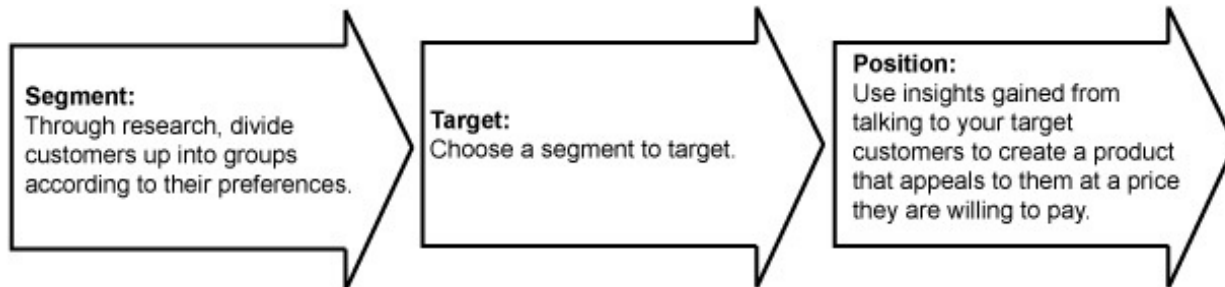 Segment:
Through research, divide
customers up into groups
according to their preferences.
Target:
Choose a segment to target.
Position:
Use insights gained from
talking to your target
customers to create a product
that appeals to them at a price
they are willing to pay.